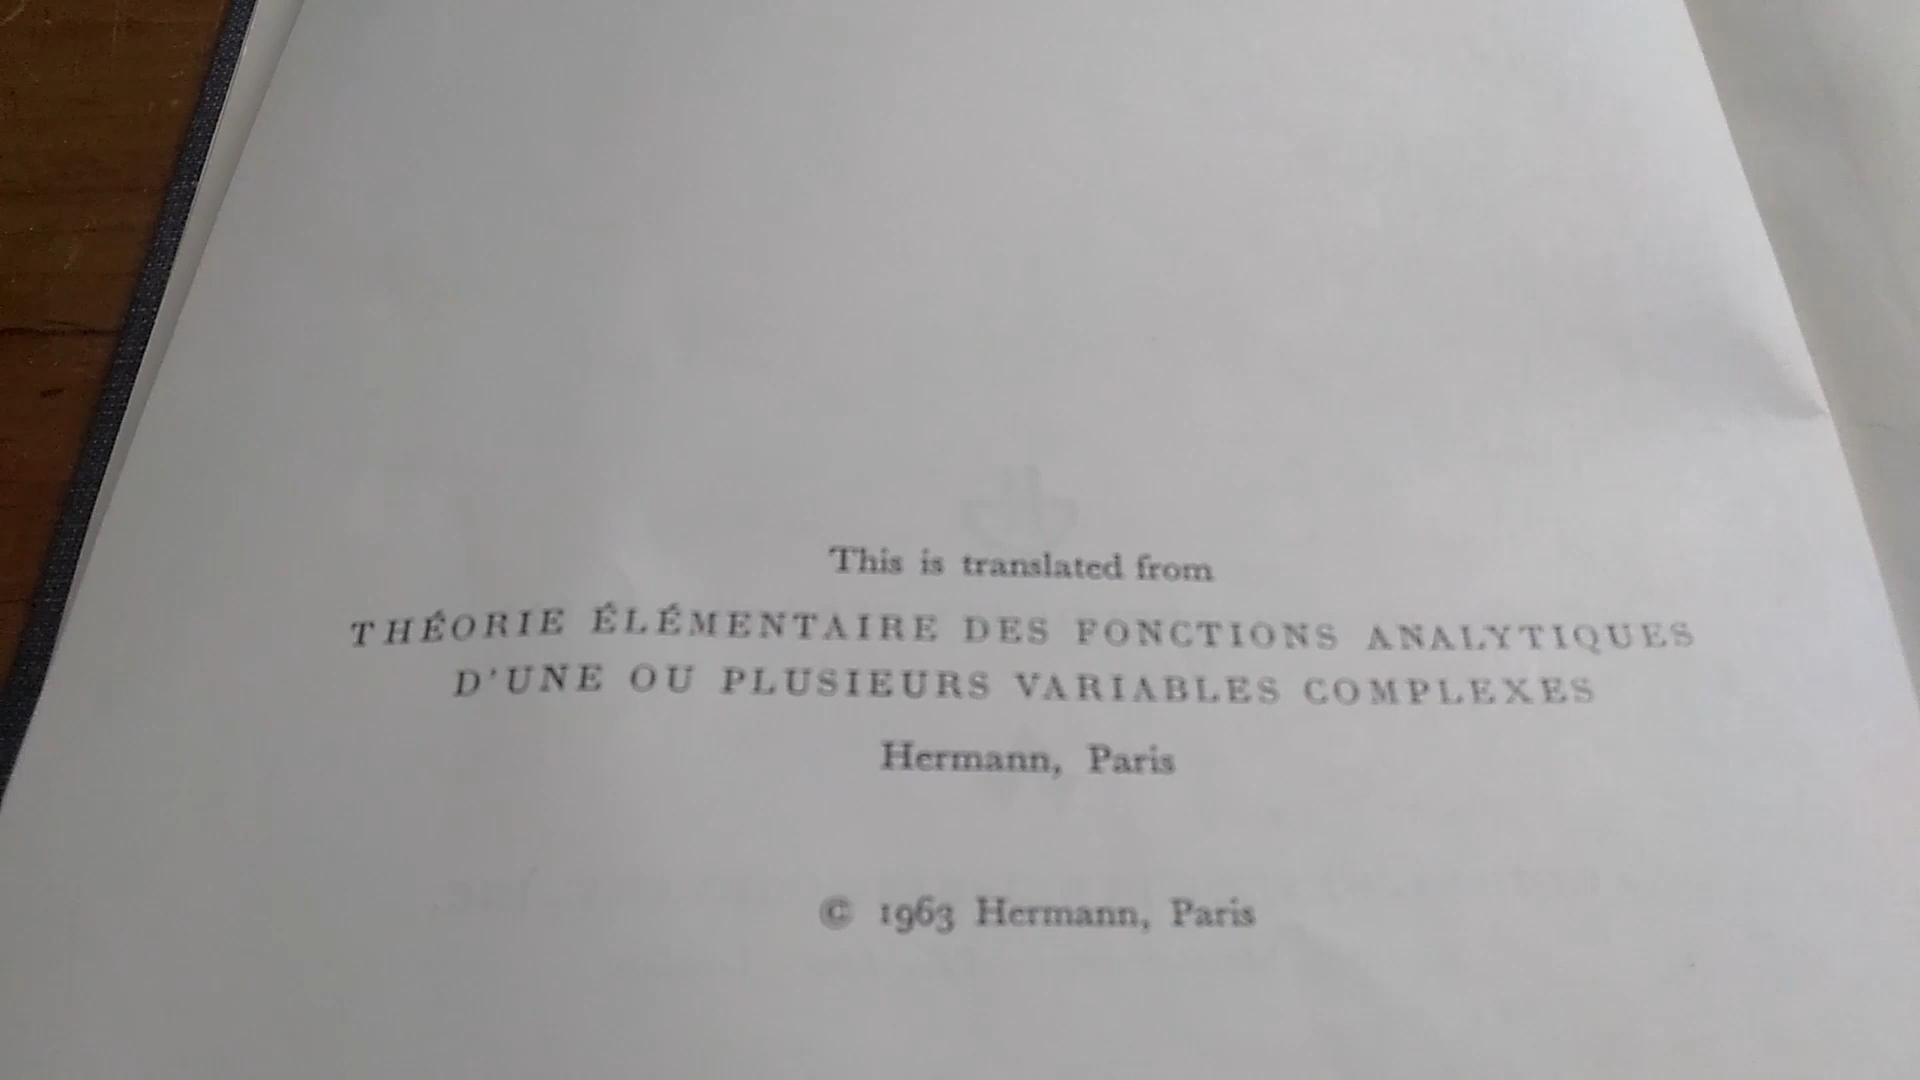 This is translated from
THÉORIE ÉLÉMENTAIRE DES FONCTIONS ANALYTIQUES
D'UNE OU PLUSIEURS VARIABLES COMPLEXES
Hermann, Paris
© 1963 Hermann, Paris